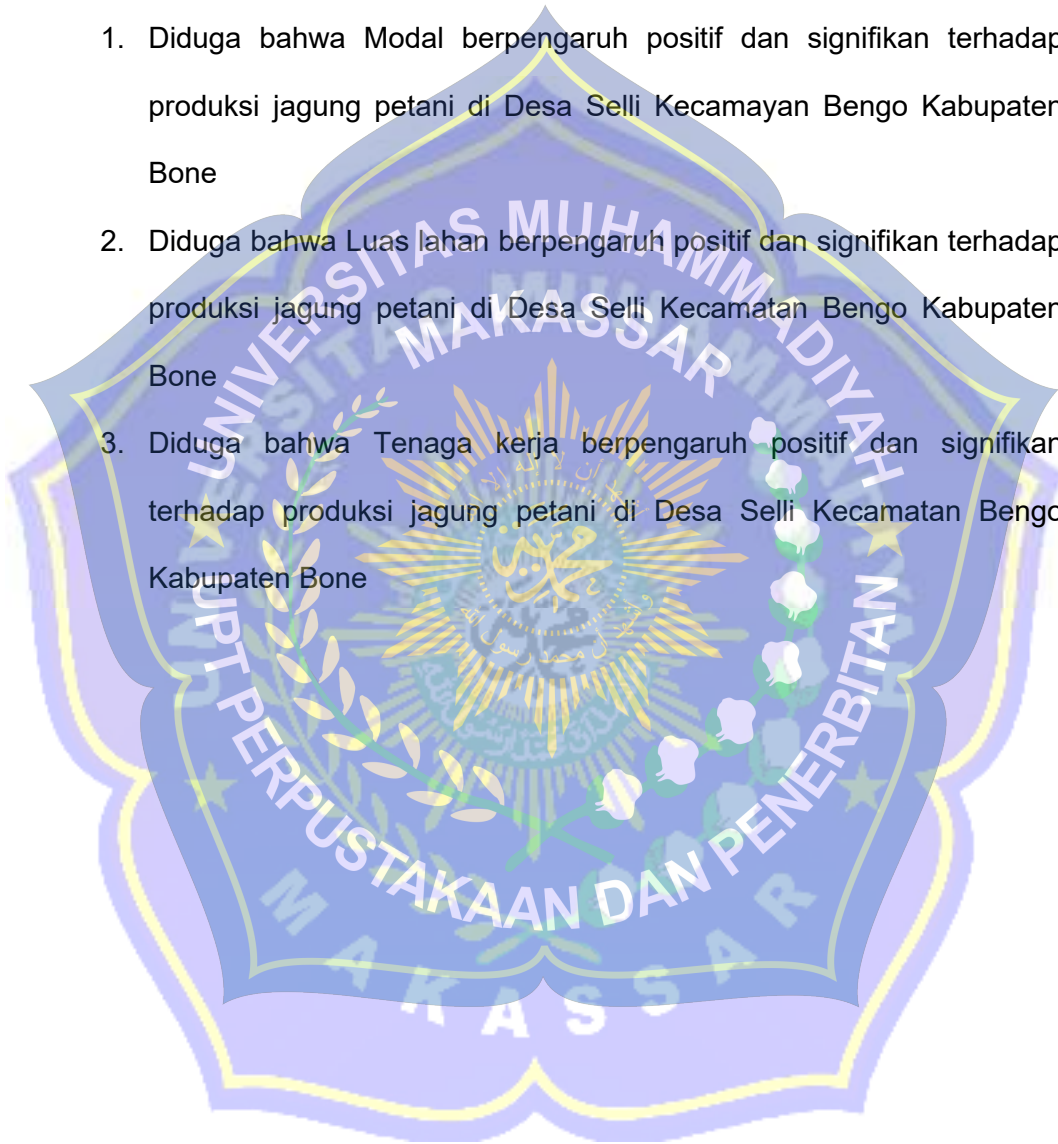 1. Diduga bahwa Modal berpengaruh positif dan signifikan terhadap
produksi jagung petani di Desa Selli Kecamayan Bengo Kabupaten
Bone
2. Diduga bahwa Luas lahan berpengaruh positif dan signifikan terhadap
produksi jagung petani di Desa Selli Kecamatan Bengo Kabupaten
Bone
3. Diduga bahwa Tenaga kerja berpengaruh positif dan signifikan
terhadap produksi jagung petani di Desa Selli Kecamatan Bengo
Kabupaten Bone
UNIVERSITAS MUHAMMADIYAH
MAKASSAR
UPT PERPUSTAKAAN DAN PENERBITAN
UNIVERSITAS MUHAMMADIYAH
MAKASSAR